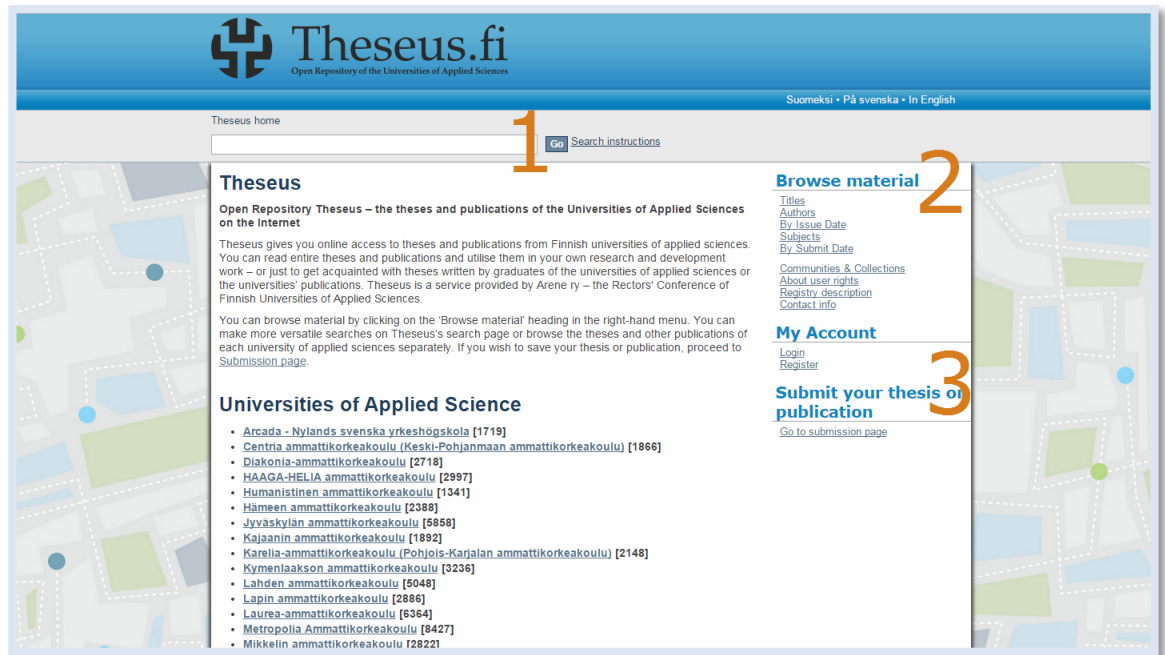 Theseus.fi
Open Repository of the Universities of Applied Sciences
Suomeksi • På svenska • In English
Theseus home
1
Go Search instructions
Theseus
Open Repository Theseus – the theses and publications of the Universities of Applied Sciences
on the Internet
Theseus gives you online access to theses and publications from Finnish universities of applied sciences.
You can read entire theses and publications and utilise them in your own research and development
work – or just to get acquainted with theses written by graduates of the universities of applied sciences or
the universities' publications. Theseus is a service provided by Arene ry – the Rectors' Conference of
Finnish Universities of Applied Sciences.
You can browse material by clicking on the 'Browse material' heading in the right-hand menu. You can
make more versatile searches on Theseus's search page or browse the theses and other publications of
each university of applied sciences separately. If you wish to save your thesis or publication, proceed to
Submission page.
Universities of Applied Science
• Arcada - Nylands svenska yrkeshögskola [1719]
• Centria ammattikorkeakoulu (Keski-Pohjanmaan ammattikorkeakoulu) [1866]
• Diakonia-ammattikorkeakoulu [2718]
• HAAGA-HELIA ammattikorkeakoulu [2997]
• Humanistinen ammattikorkeakoulu [1341]
• Hämeen ammattikorkeakoulu [2388]
• Jyväskylän ammattikorkeakoulu [5858]
• Kajaanin ammattikorkeakoulu [1892]
• Karelia-ammattikorkeakoulu (Pohjois-Karjalan ammattikorkeakoulu) [2148]
• Kymenlaakson ammattikorkeakoulu [3236]
• Lahden ammattikorkeakoulu [5048]
• Lapin ammattikorkeakoulu [2886]
• Laurea-ammattikorkeakoulu [6364]
• Metropolia Ammattikorkeakoulu [8427]
• Mikkelin ammattikorkeakoulu [2822]
Browse material
2
Titles
Authors
By Issue Date
Subjects
By Submit Date
Communities & Collections
About user rights
Registry description
Contact info
My Account
Login
Register
3
Submit your thesis or
publication
Go to submission page